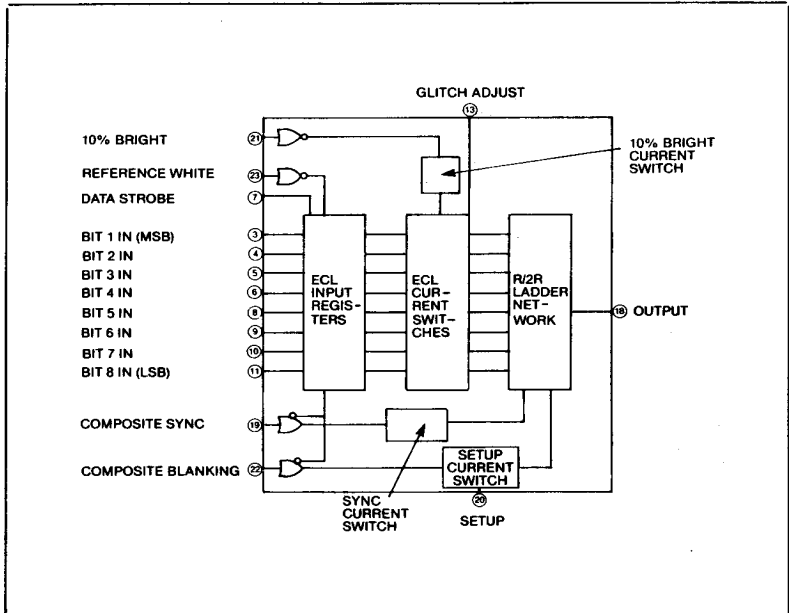 GLITCH ADJUST
13
10% BRIGHT
21
10% BRIGHT
CURRENT
SWITCH
REFERENCE WHITE
23
DATA STROBE
7
BIT 1 IN (MSB)
3
BIT 2 IN
4
BIT 3 IN
5
BIT 4 IN
6
BIT 5 IN
8
BIT 6 IN
9
BIT 7 IN
10
BIT 8 IN (LSB)
11
ECL
INPUT
REGIS-
TERS
ECL
CUR-
RENT
SWIT-
CHES
R/2R
LADDER
NET-
WORK
18 OUTPUT
COMPOSITE SYNC
19
COMPOSITE BLANKING
22
SETUP
CURRENT
SWITCH
20
SETUP
SYNC
CURRENT
SWITCH